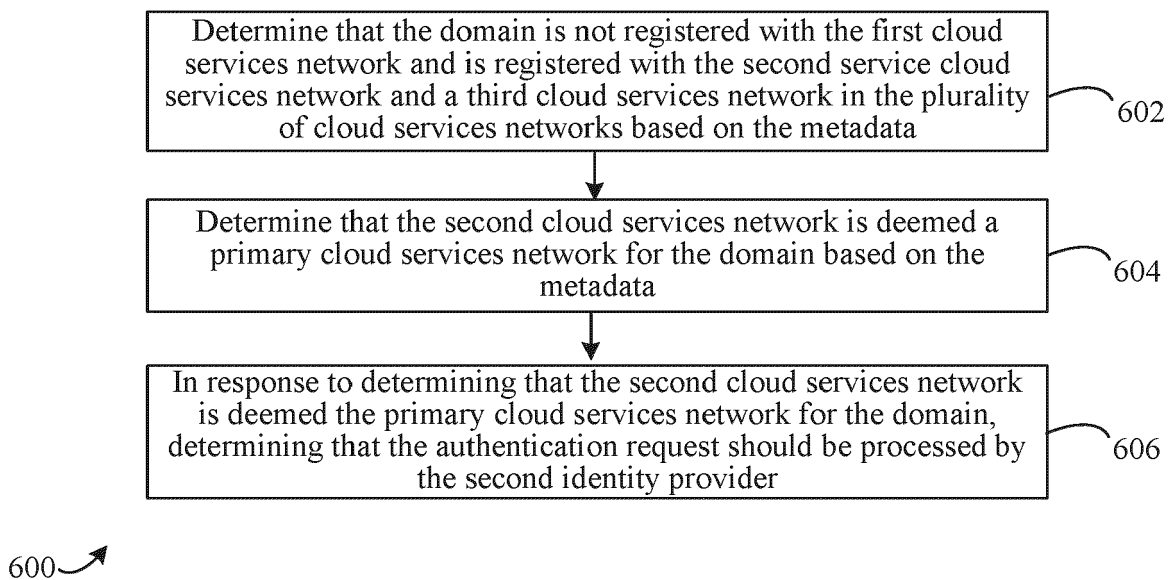 Determine that the domain is not registered with the first cloud
services network and is registered with the second service cloud
services network and a third cloud services network in the plurality
of cloud services networks based on the metadata
602
Determine that the second cloud services network is deemed a
primary cloud services network for the domain based on the
metadata
604
In response to determining that the second cloud services network
is deemed the primary cloud services network for the domain,
determining that the authentication request should be processed by
the second identity provider
606
600